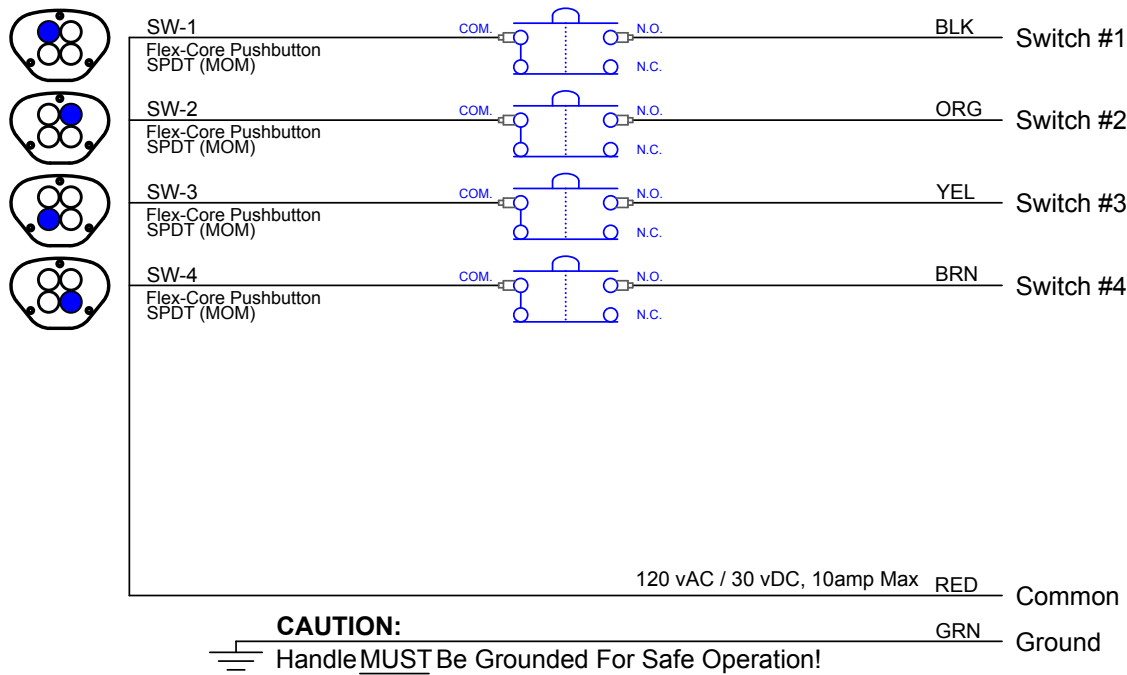 SW-1 COM. N.O. BLK Switch #1
Flex-Core Pushbutton
SPDT (MOM) N.C.
SW-2 COM. N.O. ORG Switch #2
Flex-Core Pushbutton
SPDT (MOM) N.C.
SW-3 COM. N.O. YEL Switch #3
Flex-Core Pushbutton
SPDT (MOM) N.C.
SW-4 COM. N.O. BRN Switch #4
Flex-Core Pushbutton
SPDT (MOM) N.C.
120 vAC / 30 vDC, 10amp Max RED Common
CAUTION: GRN Ground
Handle MUST Be Grounded For Safe Operation!